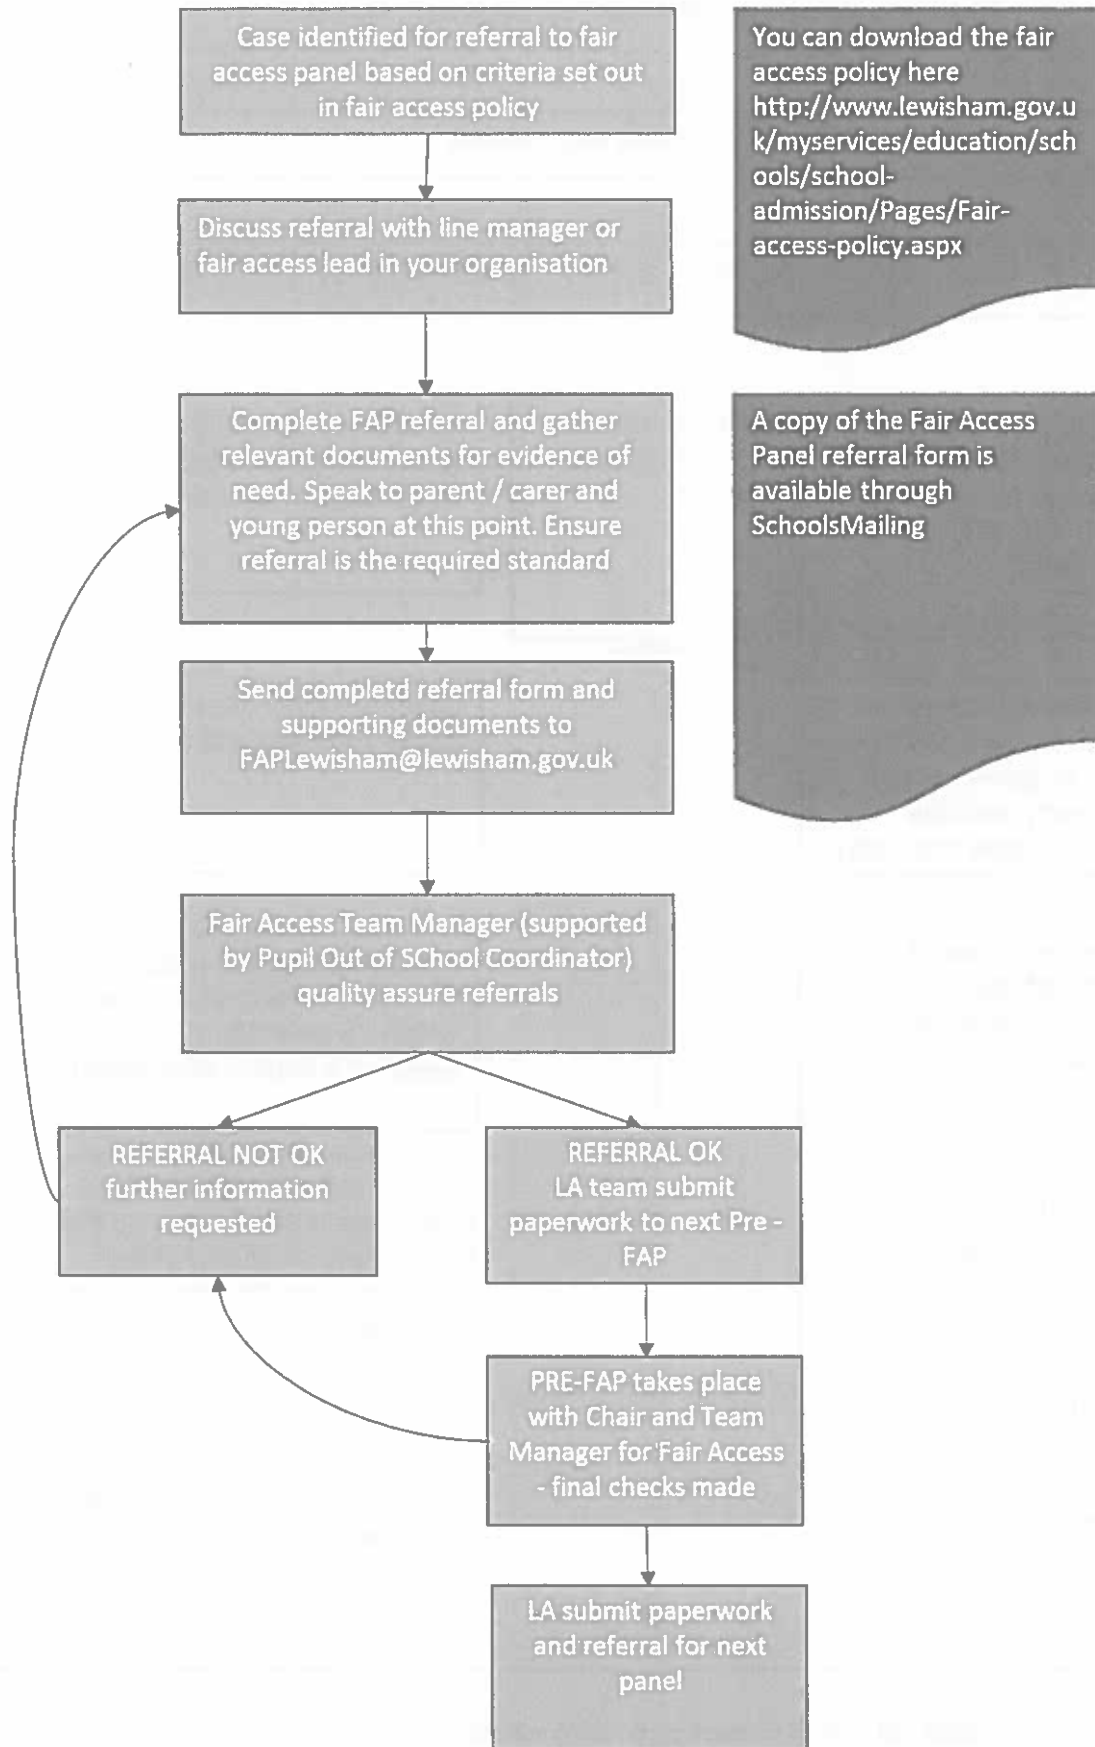 Case identified for referral to fair
access panel based on criteria set out
in fair access policy
You can download the fair
access policy here
http://www.lewisham.gov.u
k/myservices/education/sch
ools/school-
admission/Pages/Fair-
access-policy.aspx
Discuss referral with line manager or
fair access lead in your organisation
Complete FAP referral and gather
relevant documents for evidence of
need. Speak to parent / carer and
young person at this point. Ensure
referral is the required standard
A copy of the Fair Access
Panel referral form is
available through
SchoolsMailing
Send completd referral form and
supporting documents to
FAPLewisham@lewisham.gov.uk
Fair Access Team Manager (supported
by Pupil Out of SChool Coordinator)
quality assure referrals
REFERRAL NOT OK
further information
requested
REFERRAL OK
LA team submit
paperwork to next Pre -
FAP
PRE-FAP takes place
with Chair and Team
Manager for Fair Access
- final checks made
LA submit paperwork
and referral for next
panel